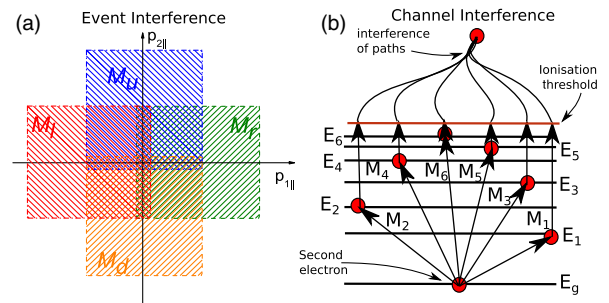 (a) Event Interference
p2||
Mu
Ml
Mr
p1||
Md
(b) Channel Interference
interference
of paths
Ionisation
threshold
E6
E5
E4
M4
M6
M5
E3
M3
E2
M2
M1
E1
Second
electron
Eg